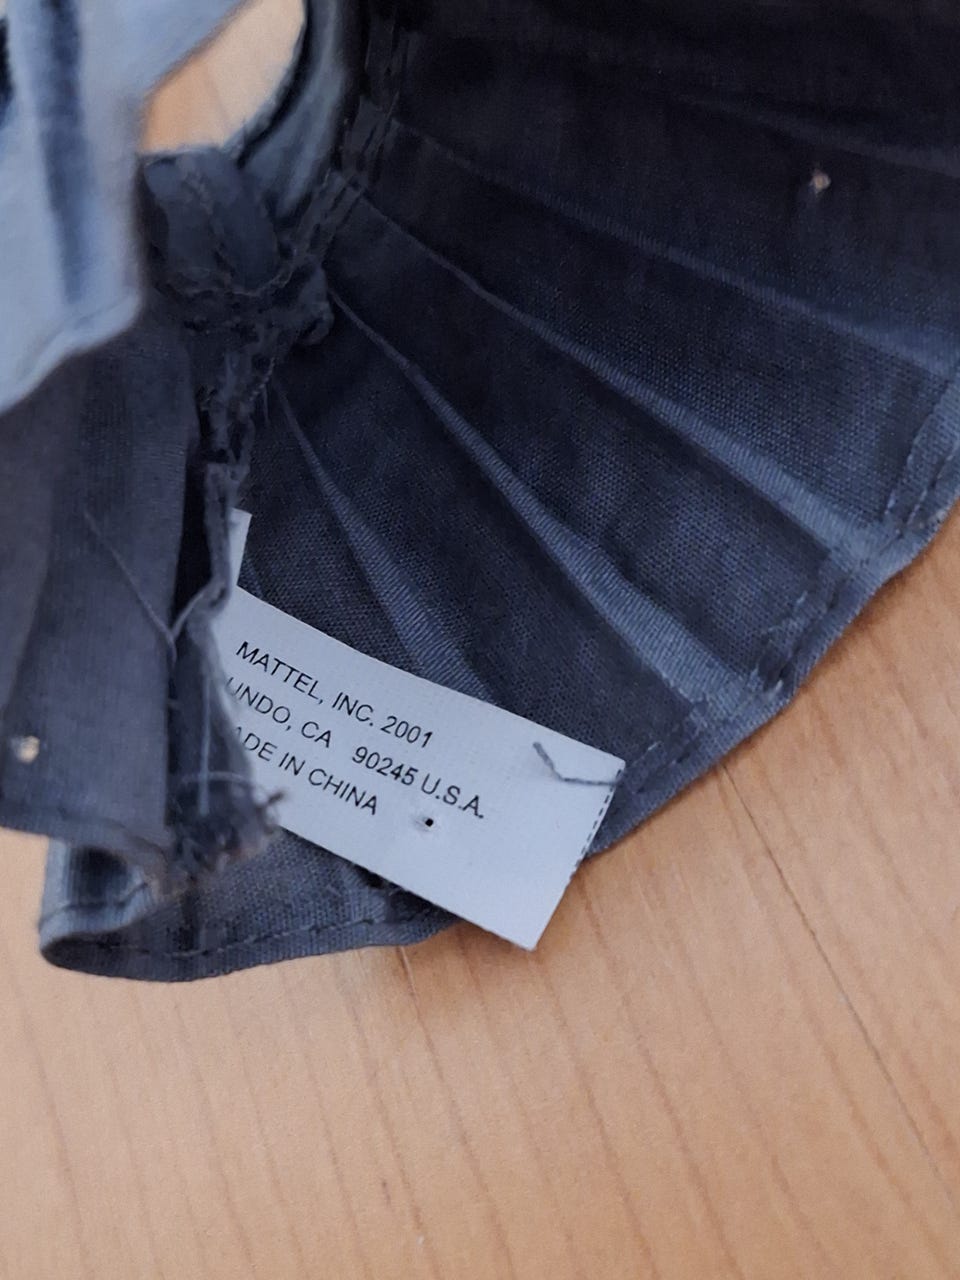 MATTEL, INC. 2001
UNDO, CA 90245 U.S.A.
ADE IN CHINA